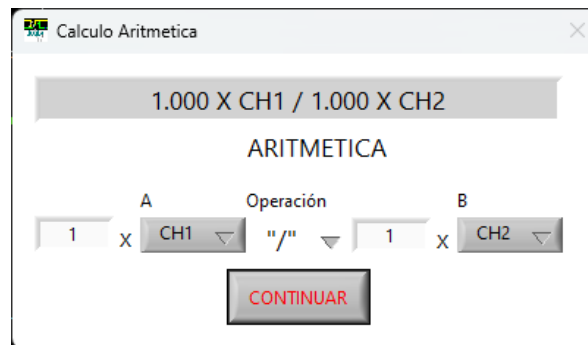 Calculo Aritmetica
1.000 X CH1 / 1.000 X CH2
ARITMETICA
A Operación B
1 X CH1 "/" 1 X CH2
CONTINUAR